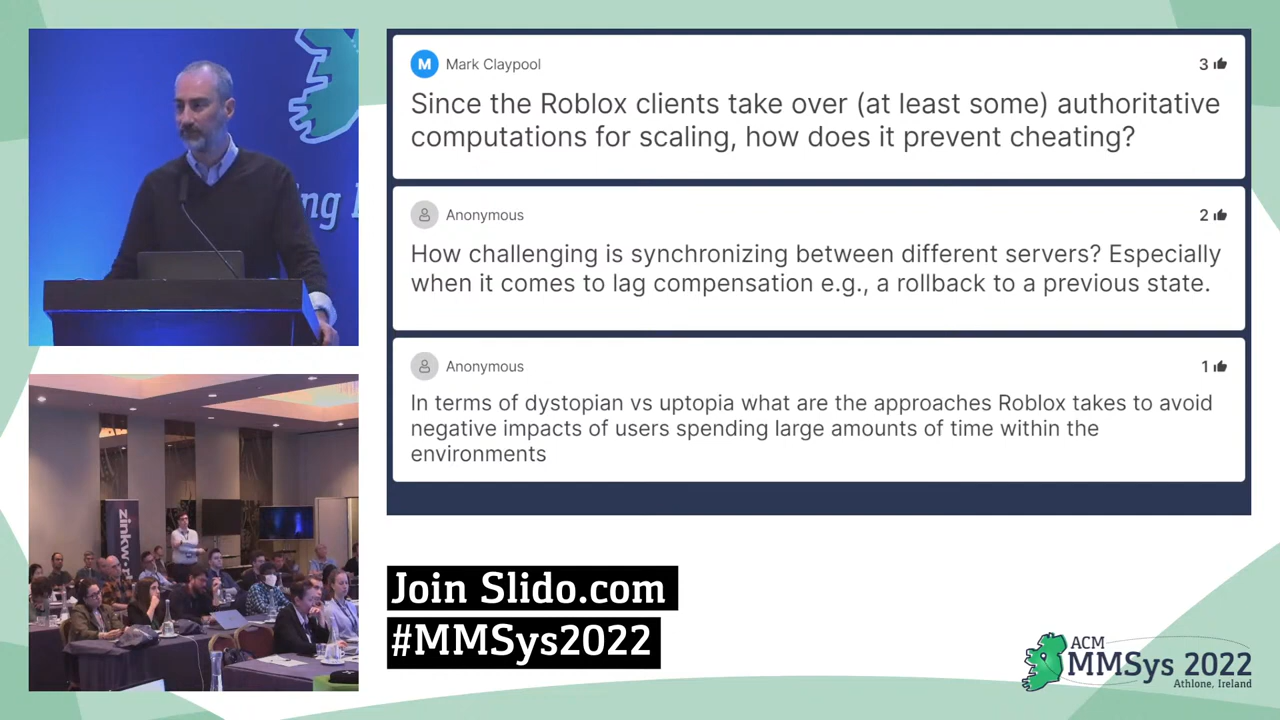 M
Mark Claypool
3
Since the Roblox clients take over (at least some) authoritative
computations for scaling, how does it prevent cheating?
Anonymous
2
How challenging is synchronizing between different servers? Especially
when it comes to lag compensation e.g., a rollback to a previous state.
Anonymous
1
In terms of dystopian vs uptopia what are the approaches Roblox takes to avoid
negative impacts of users spending large amounts of time within the
environments
ng
zinkw
Join Slido.com
#MMSys2022
ACM
MMSys 2022
Athlone, Ireland